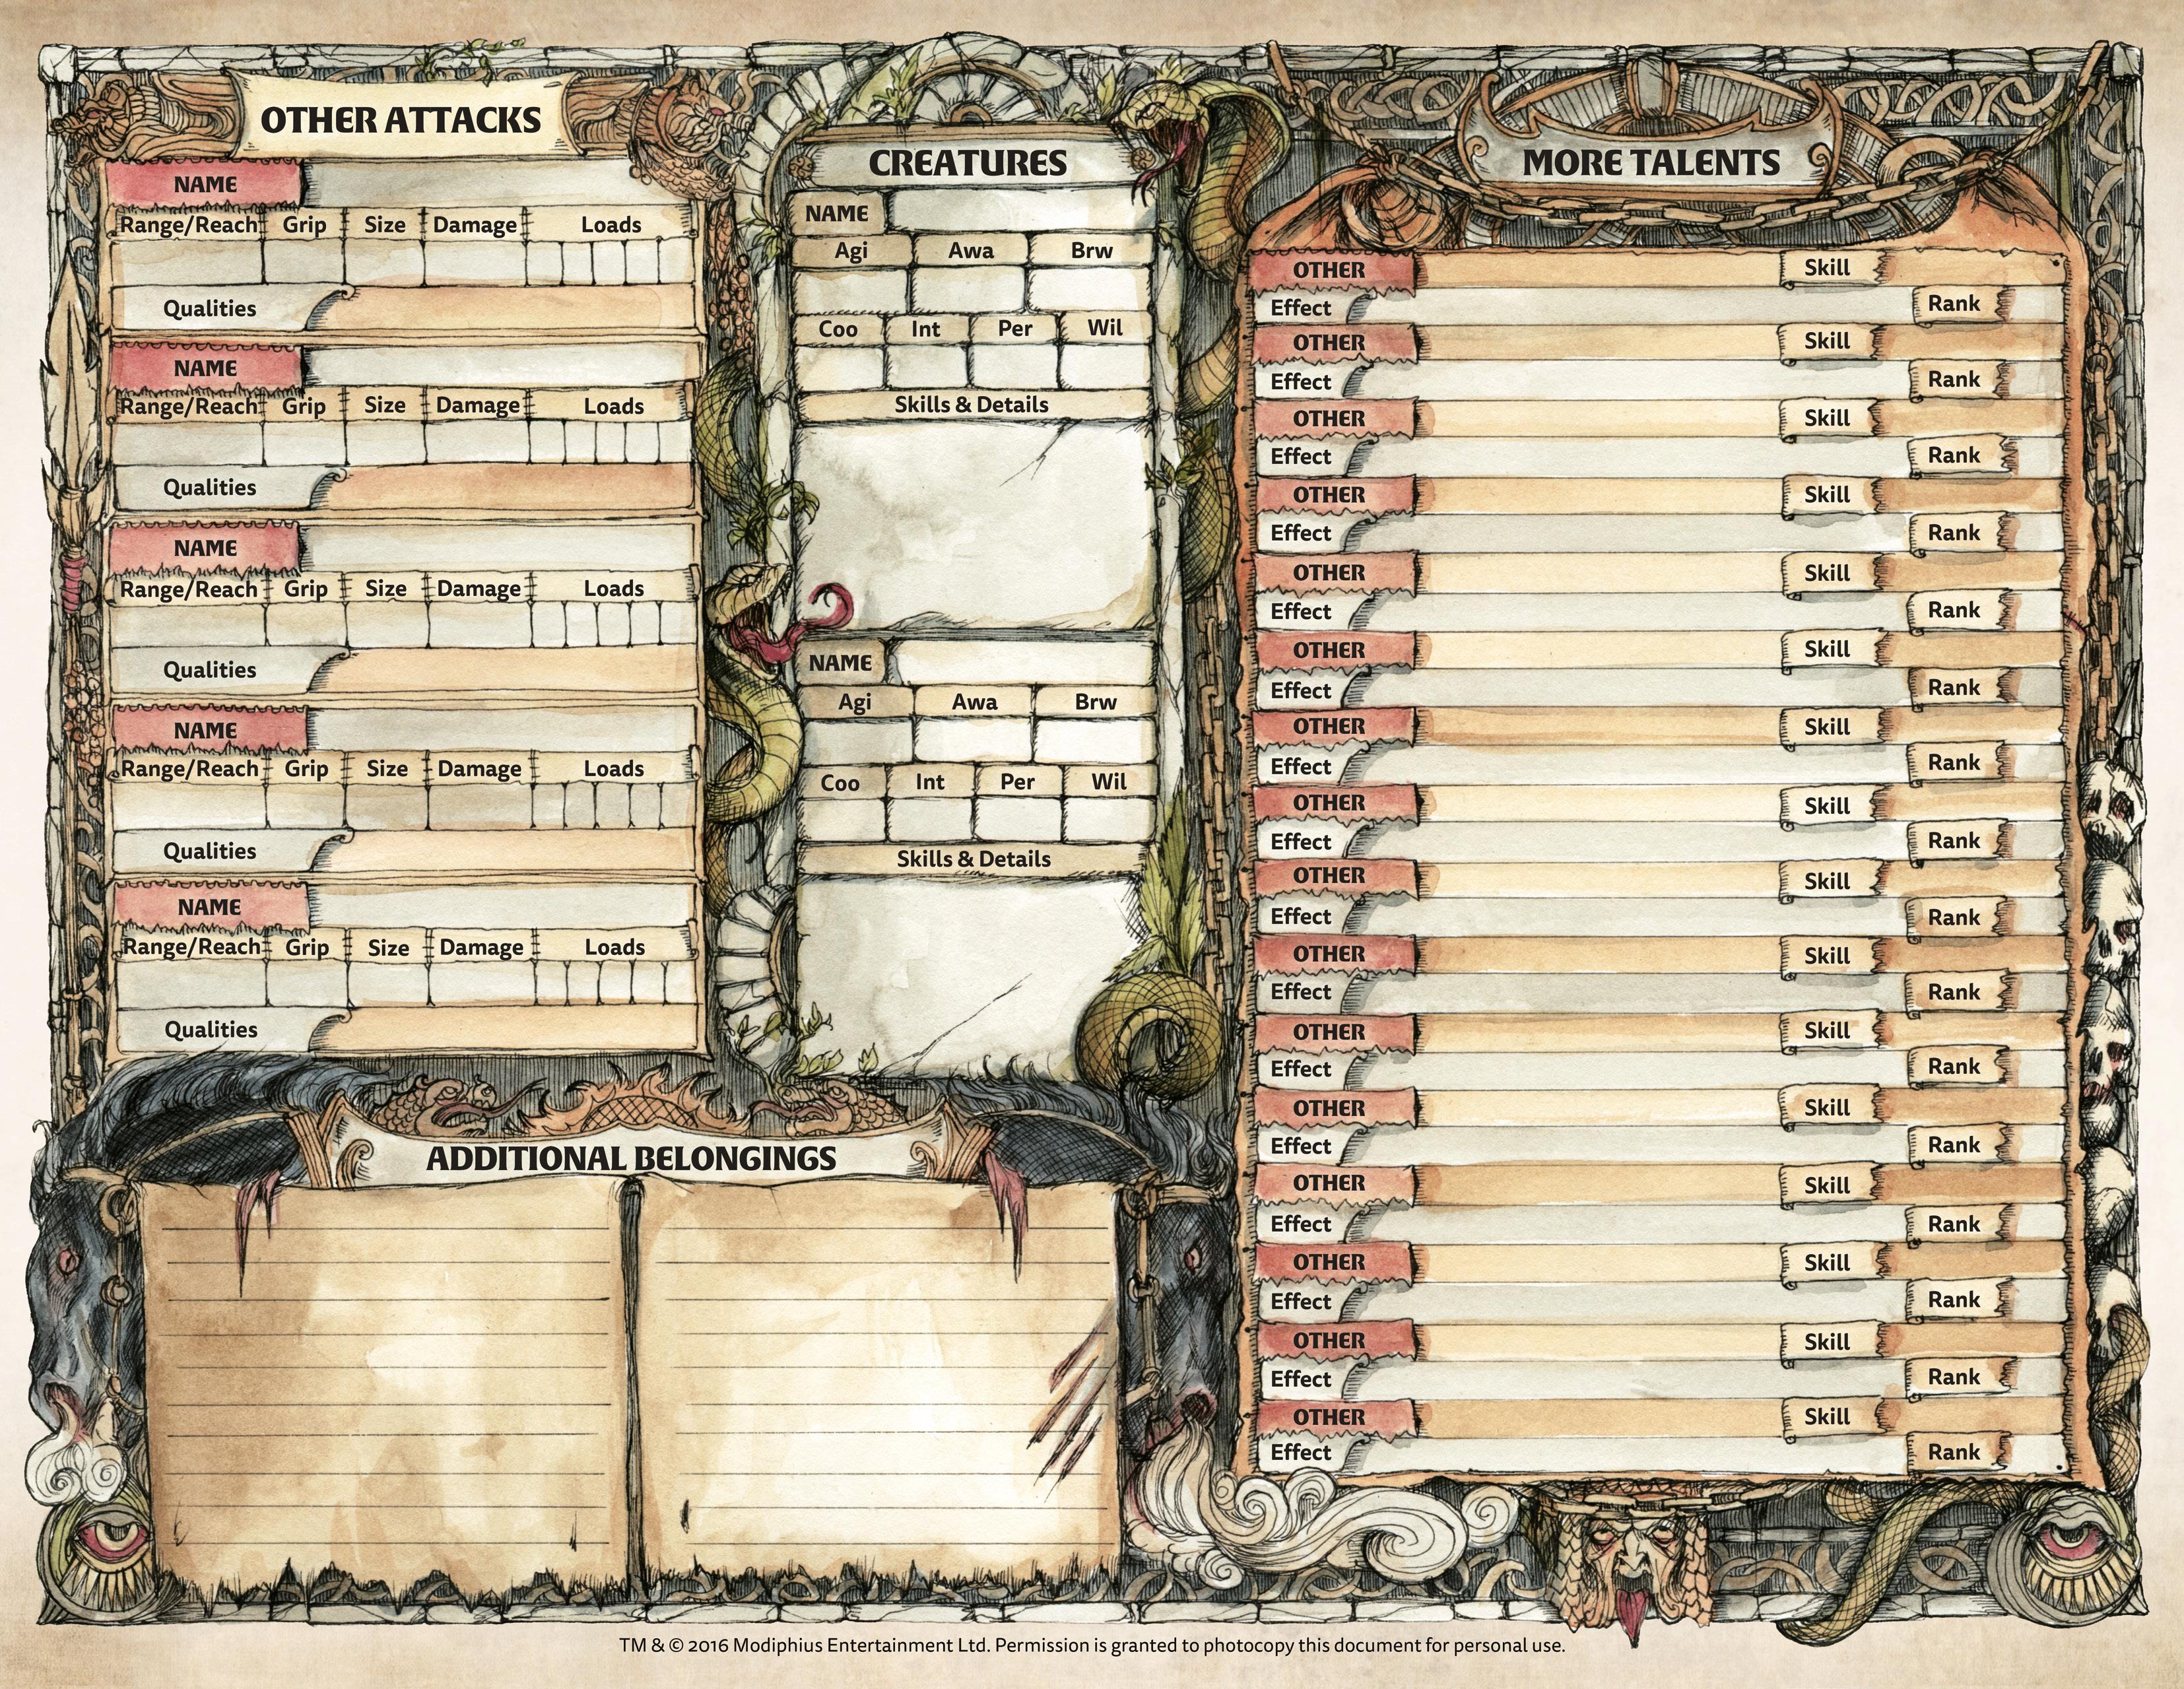 OTHER ATTACKS
NAME
Range/Reach Grip Size Damage Loads
Qualities
NAME
Range/Reach Grip Size Damage Loads
Qualities
NAME
Range/Reach Grip Size Damage Loads
Qualities
NAME
Range/Reach Grip Size Damage Loads
Qualities
NAME
Range/Reach Grip Size Damage Loads
Qualities
CREATURES
NAME
Agi Awa Brw
Coo Int Per Wil
Skills & Details
NAME
Agi Awa Brw
Coo Int Per Wil
Skills & Details
ADDITIONAL BELONGINGS
MORE TALENTS
OTHER Skill
Effect Rank
OTHER Skill
Effect Rank
OTHER Skill
Effect Rank
OTHER Skill
Effect Rank
OTHER Skill
Effect Rank
OTHER Skill
Effect Rank
OTHER Skill
Effect Rank
OTHER Skill
Effect Rank
OTHER Skill
Effect Rank
OTHER Skill
Effect Rank
OTHER Skill
Effect Rank
OTHER Skill
Effect Rank
OTHER Skill
Effect Rank
OTHER Skill
Effect Rank
OTHER Skill
Effect Rank
OTHER Skill
Effect Rank
TM & © 2016 Modiphius Entertainment Ltd. Permission is granted to photocopy this document for personal use.